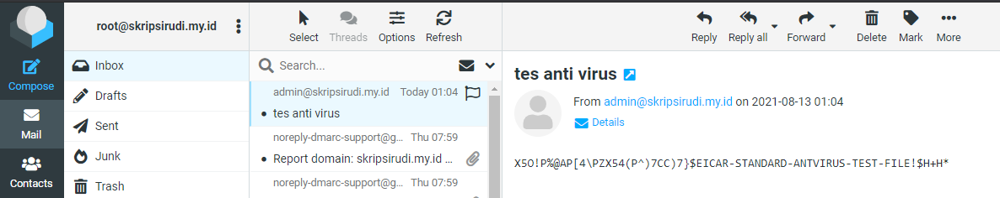 root@skripsirudi.my.id
Select
Threads
Options
Refresh
Reply
Reply all
Forward
Delete
Mark
More
Compose
Mail
Contacts
Inbox
Drafts
Sent
Junk
Trash
Search...
admin@skripsirudi.my.id Today 01:04
tes anti virus
noreply-dmarc-support@g... Thu 07:59
Report domain: skripsirudi.my.id ...
noreply-dmarc-support@g... Thu 07:59
tes anti virus
From admin@skripsirudi.my.id on 2021-08-13 01:04
Details
X5O!P%@AP[4\PZX54(P^)7CC)7}$EICAR-STANDARD-ANTVIRUS-TEST-FILE!$H+H*